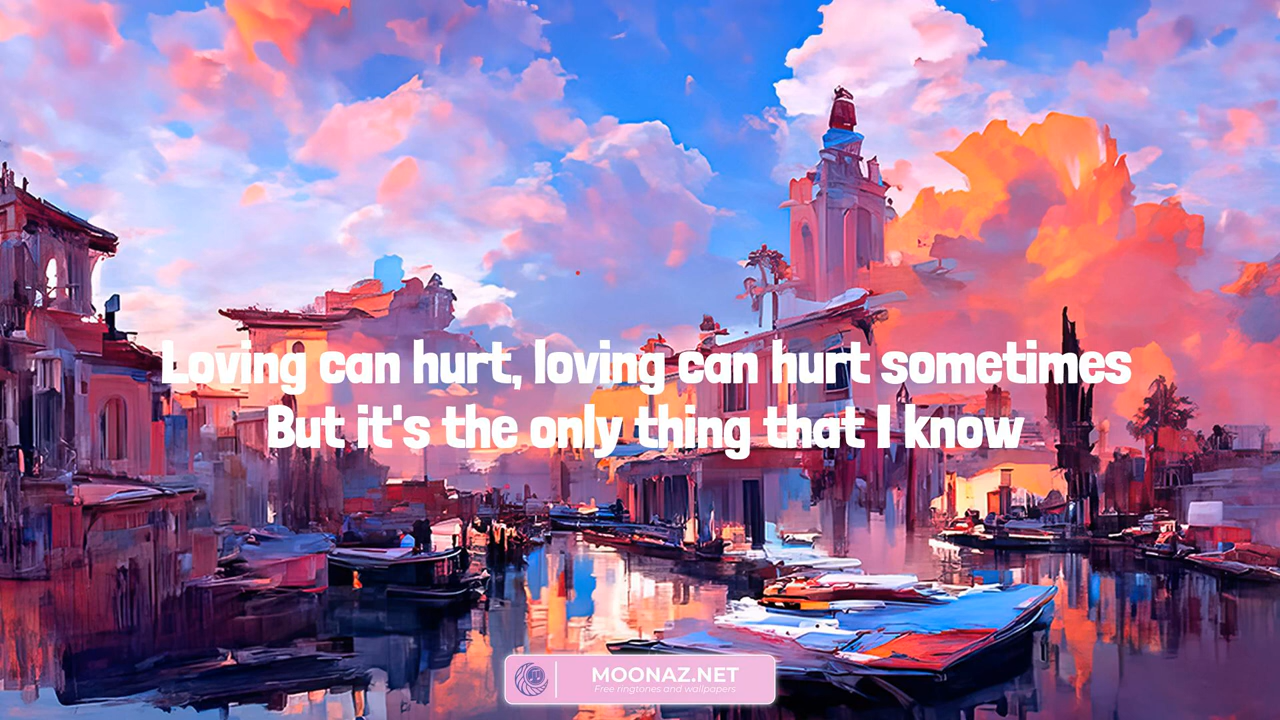 Loving can hurt, loving can hurt sometimes
But it's the only thing that I know
MOONAZ.NET
Free ringtones and wallpapers